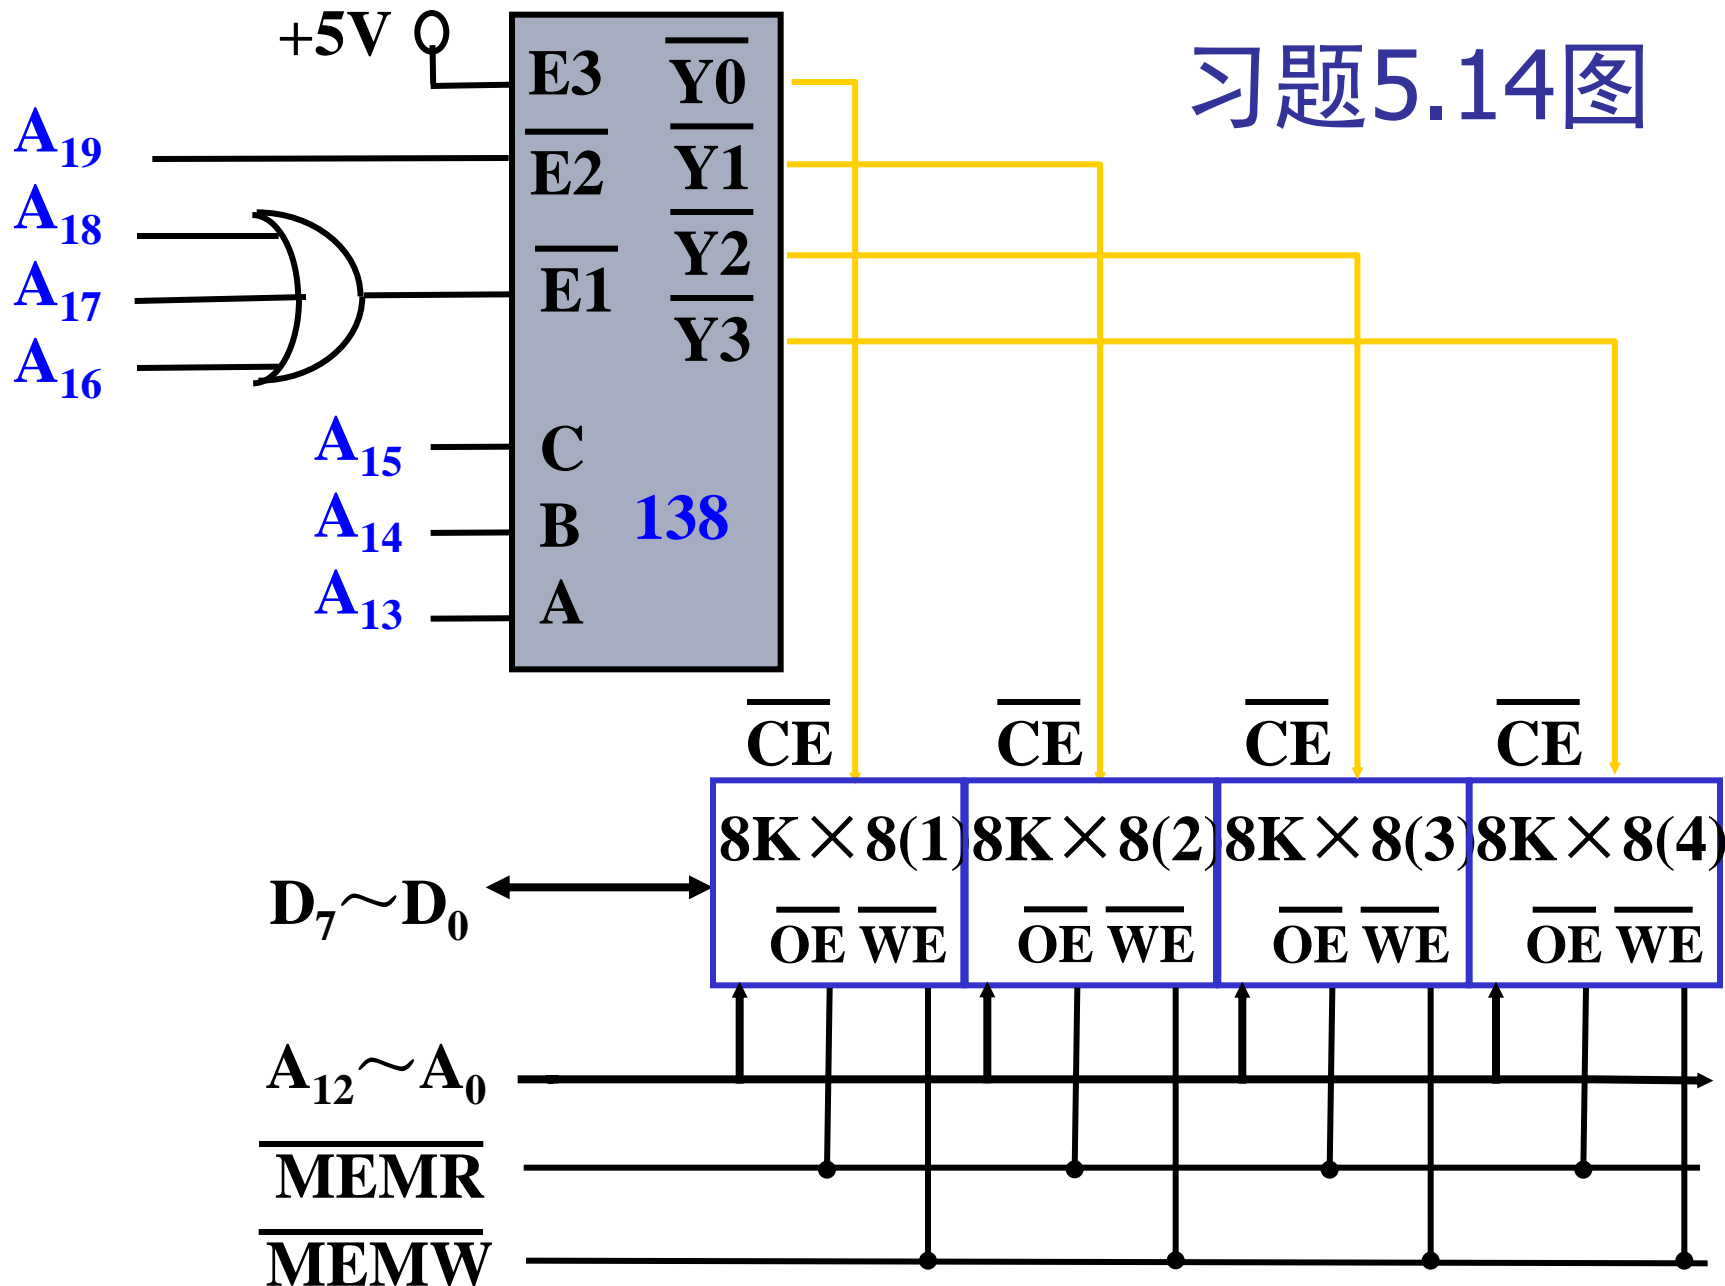 习题5.14图
+5V
A19
A18
A17
A16
A15
A14
A13
E3
E2
E1
C
B
A
138
Y0
Y1
Y2
Y3
CE CE CE CE
8K×8(1) 8K×8(2) 8K×8(3) 8K×8(4)
OE WE OE WE OE WE OE WE
D7~D0
A12~A0
MEMR
MEMW